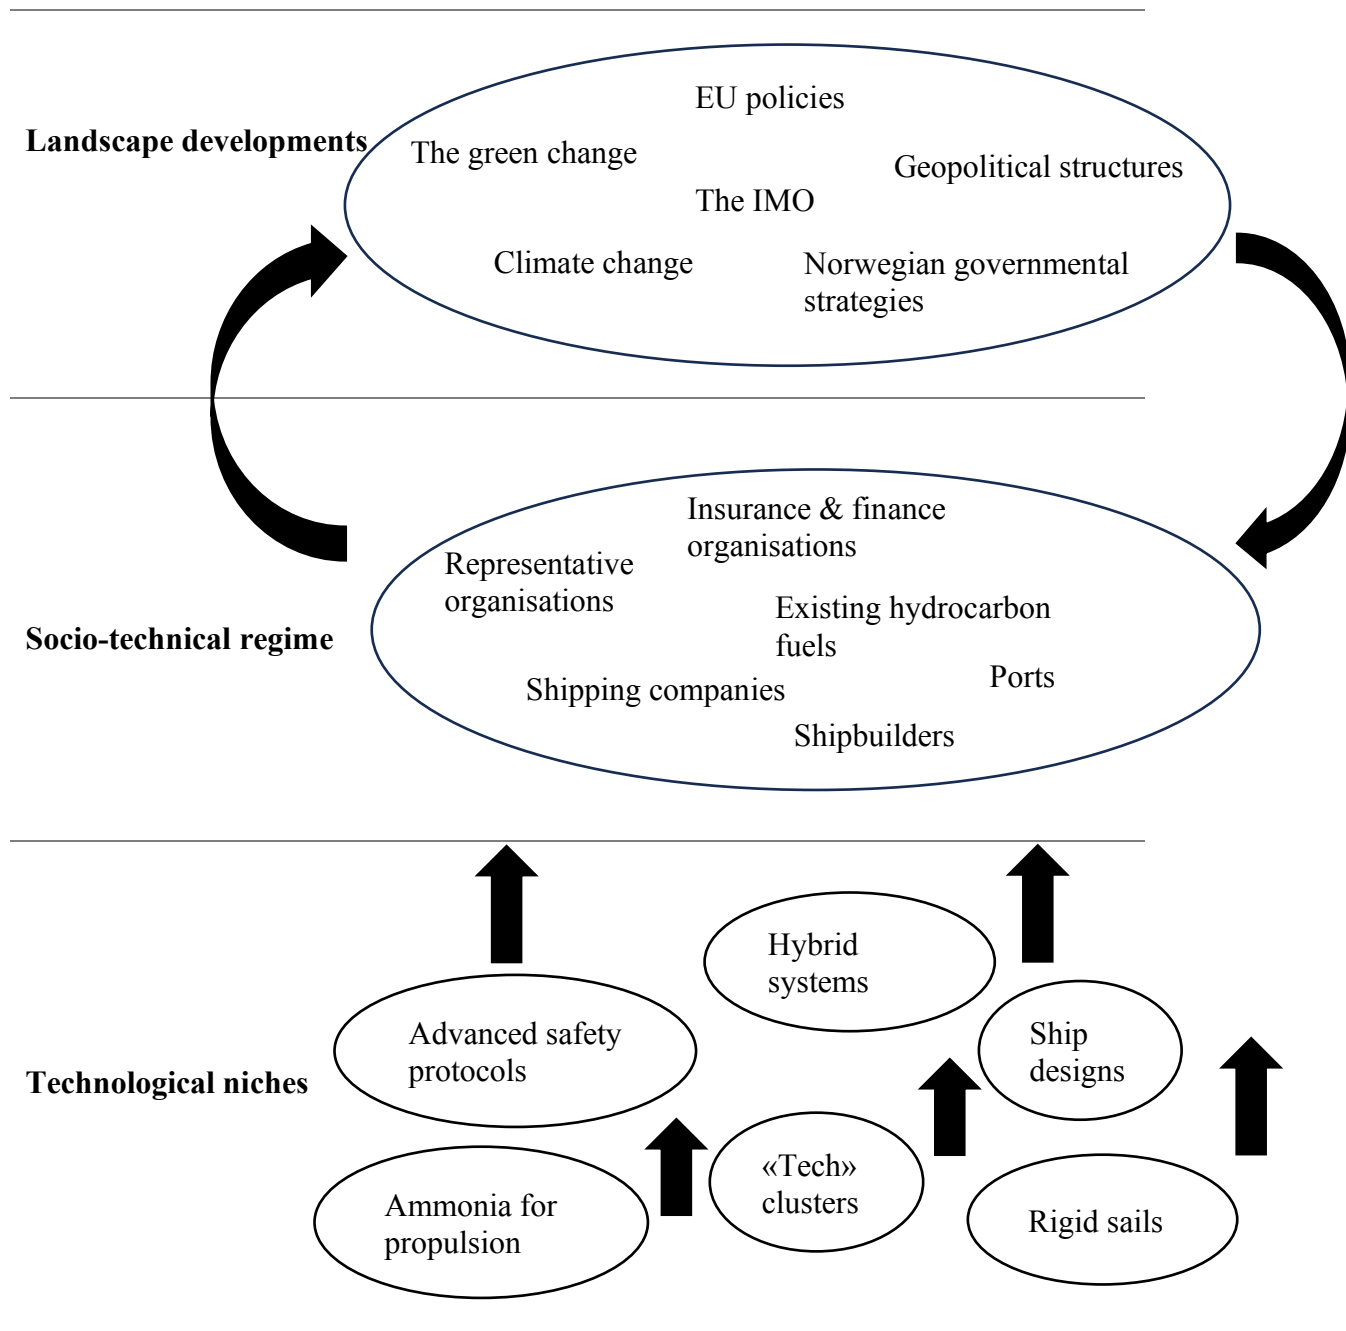 Landscape developments
EU policies
The green change
Geopolitical structures
The IMO
Climate change
Norwegian governmental
strategies
Socio-technical regime
Insurance & finance
organisations
Representative
organisations
Existing hydrocarbon
fuels
Shipping companies
Ports
Shipbuilders
Technological niches
Hybrid
systems
Advanced safety
protocols
Ship
designs
Ammonia for
propulsion
«Tech»
clusters
Rigid sails